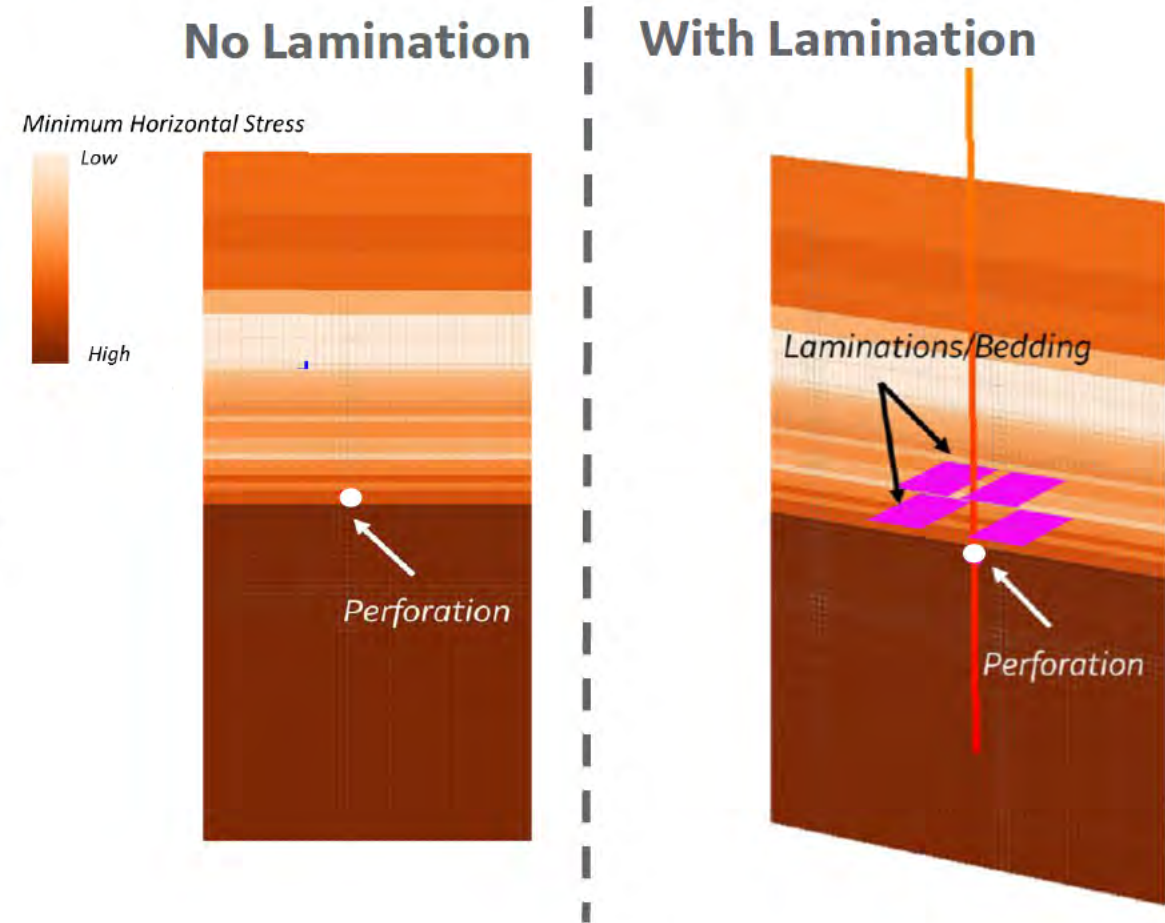 No Lamination
With Lamination
Minimum Horizontal Stress
Low
High
Perforation
Laminations/Bedding
Perforation